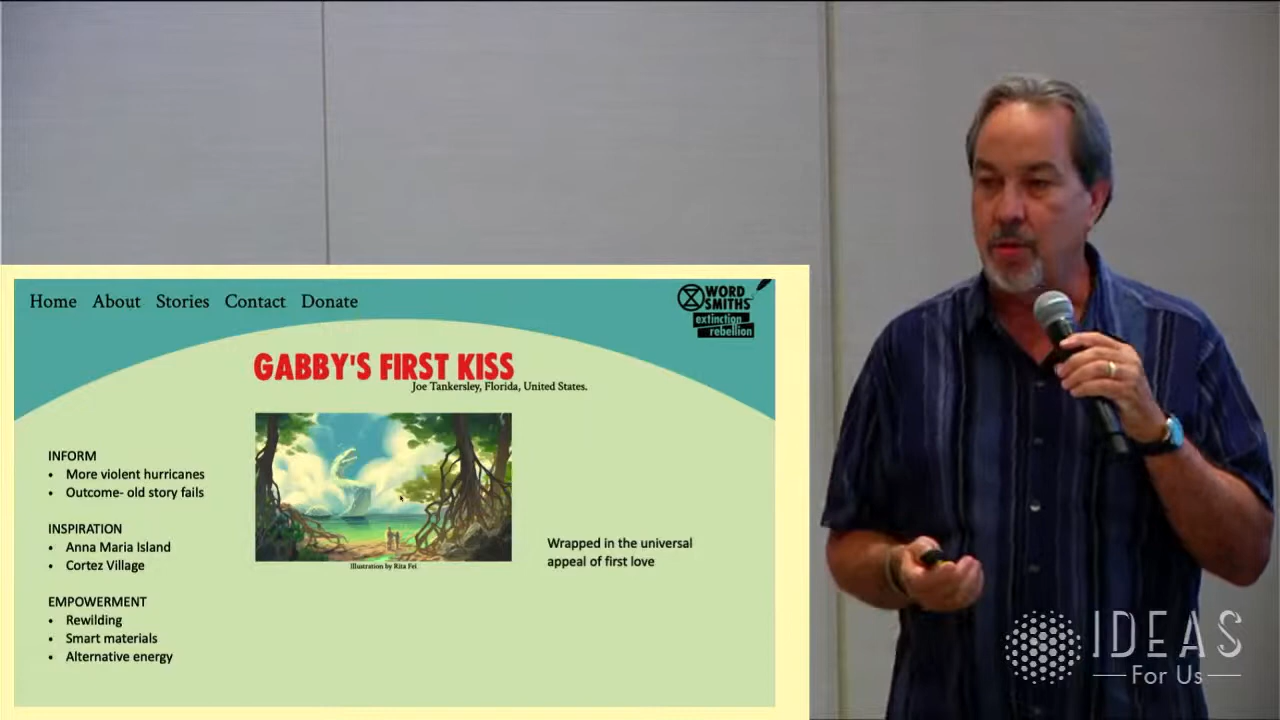 Home About Stories Contact Donate
WORD
SMITHS
extinction
rebellion
GABBY'S FIRST KISS
Joe Tankersley, Florida, United States.
INFORM
• More violent hurricanes
• Outcome- old story fails
INSPIRATION
• Anna Maria Island
• Cortez Village
EMPOWERMENT
• Rewilding
• Smart materials
• Alternative energy
Illustration by Rita Fei
Wrapped in the universal
appeal of first love
IDEAS
For Us